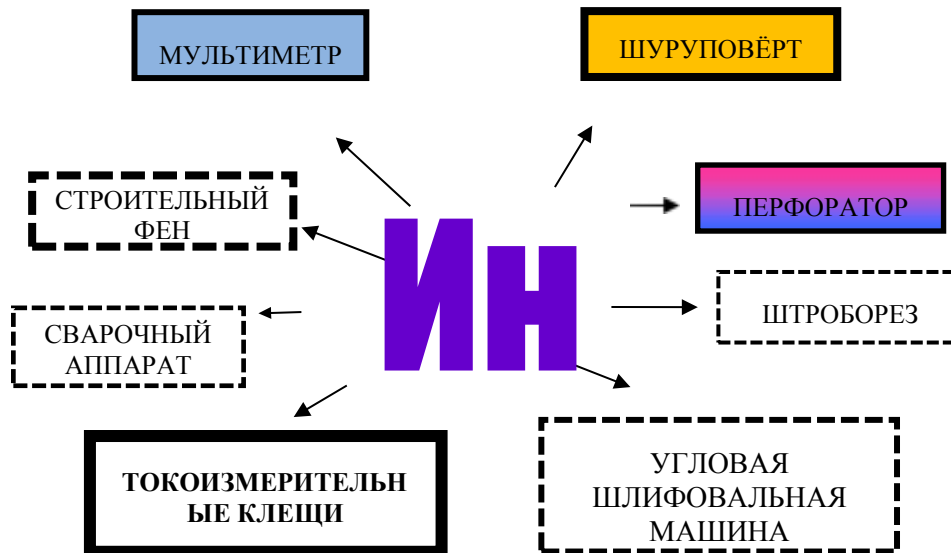 МУЛЬТИМЕТР
ШУРУПОВЁРТ
СТРОИТЕЛЬНЫЙ
ФЕН
ПЕРФОРАТОР
Ин
СВАРОЧНЫЙ
АППАРАТ
ШТРОБОРЕЗ
ТОКОИЗМЕРИТЕЛЬН
ЫЕ КЛЕЩИ
УГЛОВАЯ
ШЛИФОВАЛЬНАЯ
МАШИНА